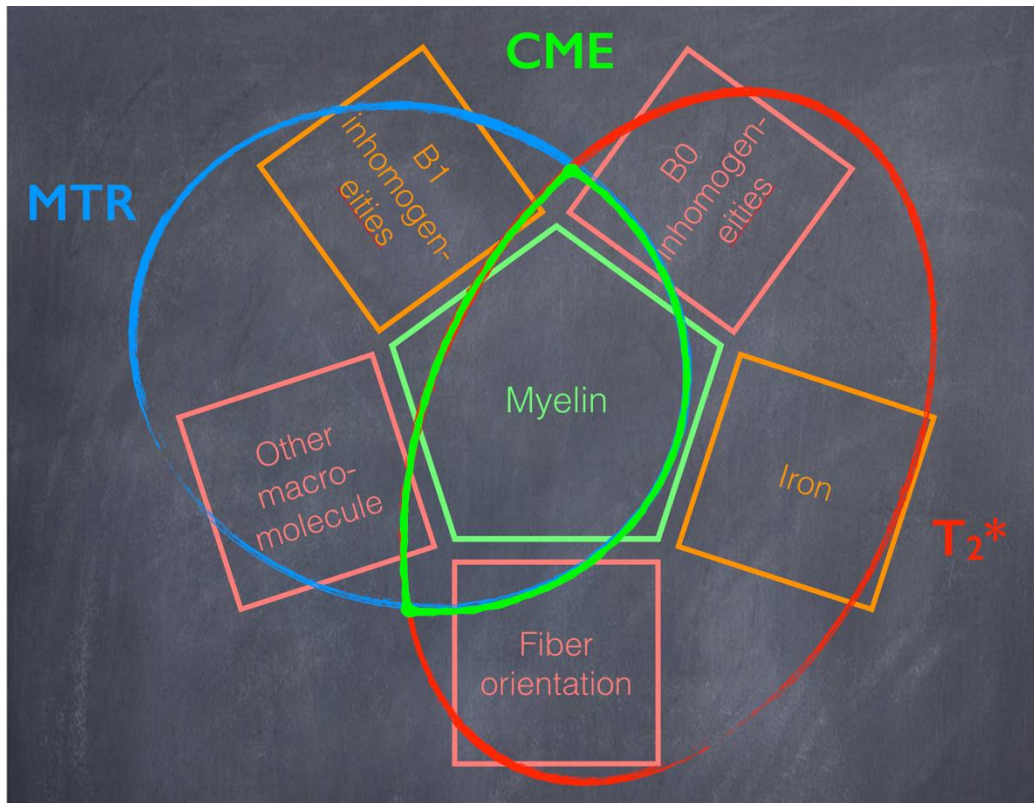 CME
MTR
B1
inhomogen-
eities
B0
inhomogen-
eities
Myelin
Other
macro-
molecule
Iron
T₂*
Fiber
orientation